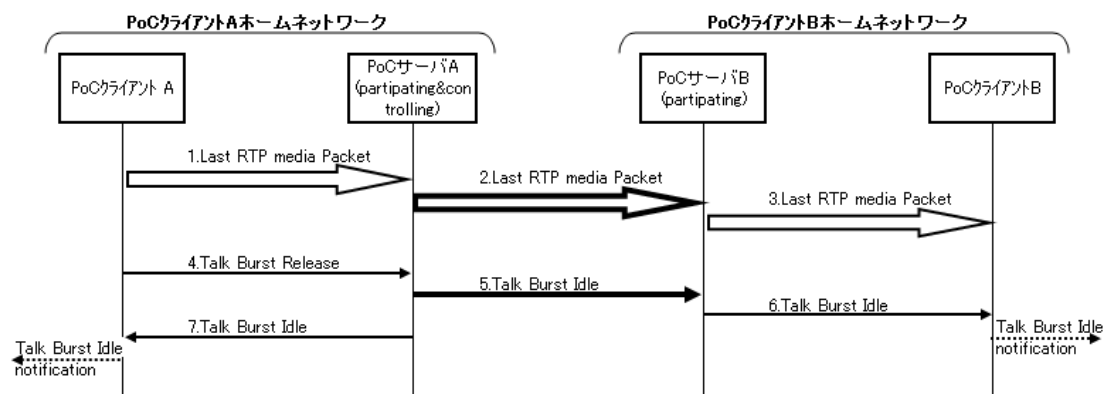 PoCクライアントAホームネットワーク
PoCクライアントBホームネットワーク
PoCクライアント A
PoCサーバA
(partipating&con
trolling)
PoCサーバB
(partipating)
PoCクライアントB
1.Last RTP media Packet
2.Last RTP media Packet
3.Last RTP media Packet
4.Talk Burst Release
5.Talk Burst Idle
6.Talk Burst Idle
7.Talk Burst Idle
Talk Burst Idle
notification
Talk Burst Idle
notification